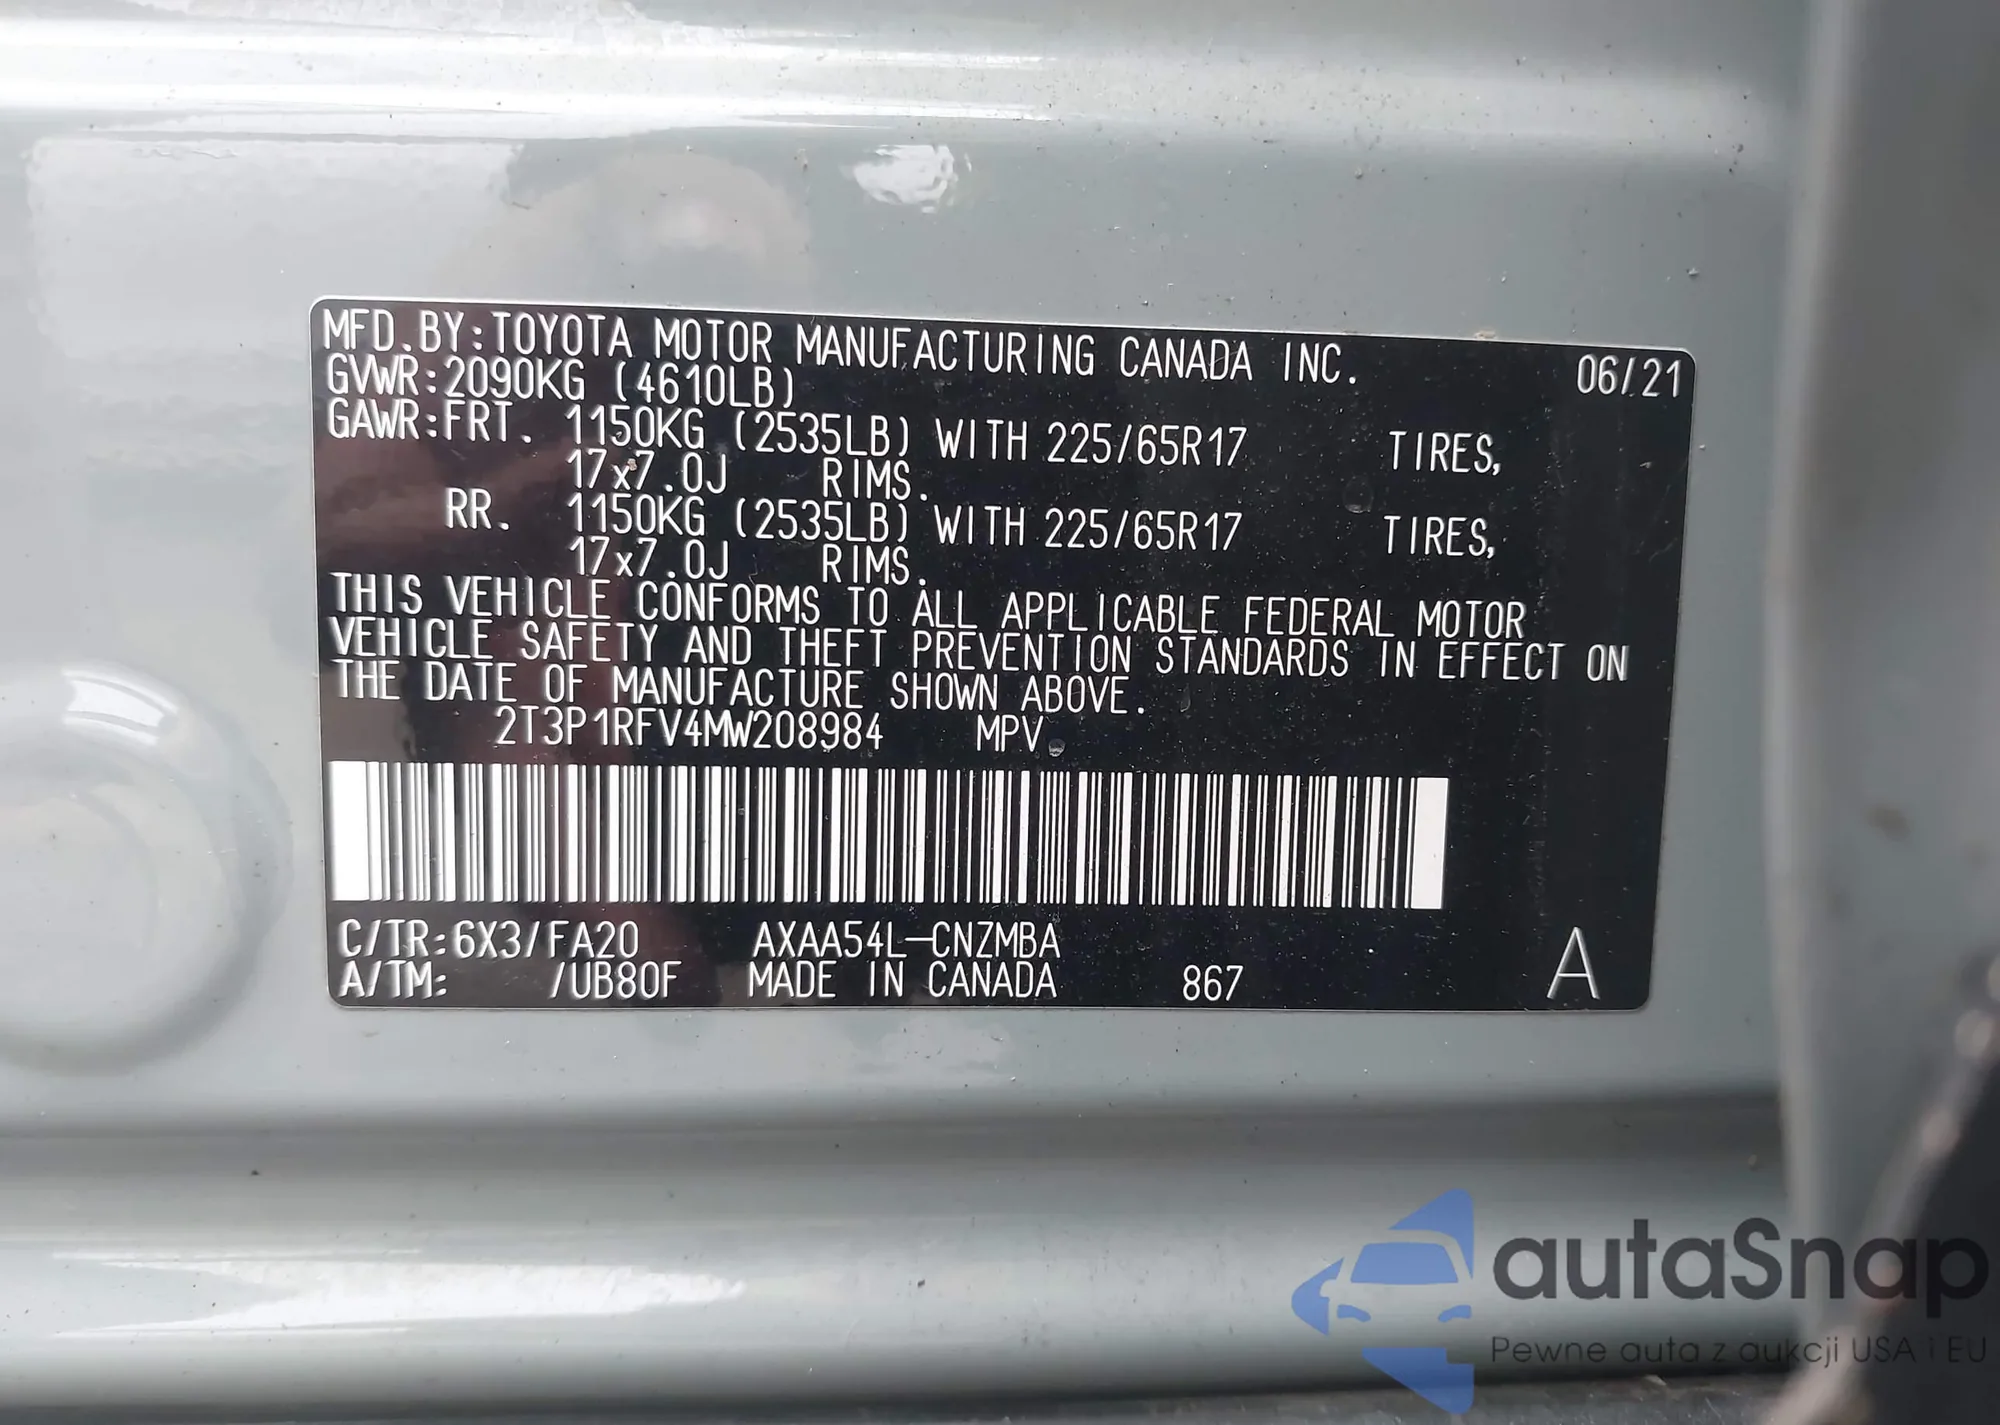 MFD.BY:TOYOTA MOTOR MANUFACTURING CANADA INC. 06/21
GVWR:2090KG (4610LB)
GAWR:FRT. 1150KG (2535LB) WITH 225/65R17 TIRES,
17x7.0J RIMS.
RR. 1150KG (2535LB) WITH 225/65R17 TIRES,
17x7.0J RIMS.
THIS VEHICLE CONFORMS TO ALL APPLICABLE FEDERAL MOTOR
VEHICLE SAFETY AND THEFT PREVENTION STANDARDS IN EFFECT ON
THE DATE OF MANUFACTURE SHOWN ABOVE.
2T3P1RFV4MW208984 MPV
C/TR:6X3/FA20 AXAA54L-CNZMBA
A/TM: /UB80F MADE IN CANADA 867 A
autaSnap
Pewne auta z aukcji USA i EU